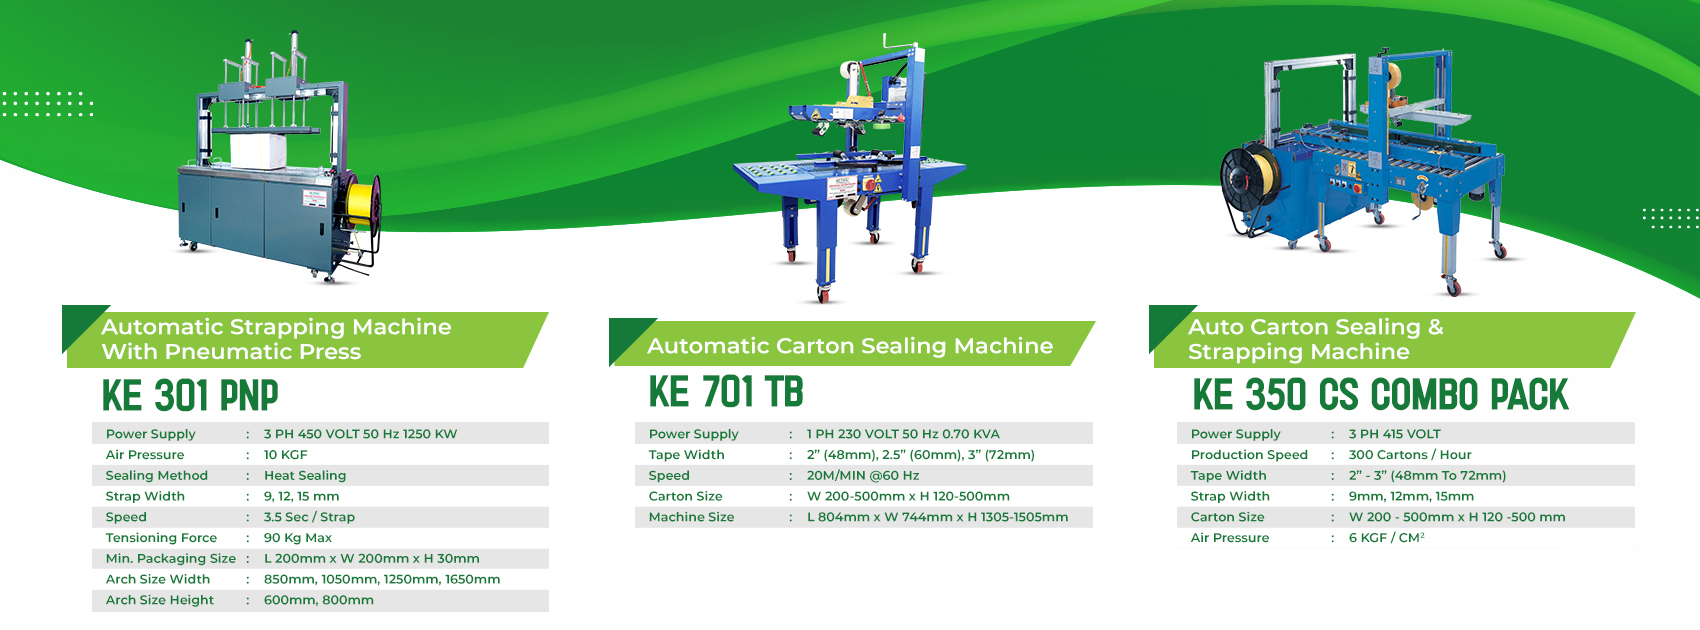 Automatic Strapping Machine
With Pneumatic Press
KE 301 PNP
Power Supply : 3 PH 450 VOLT 50 Hz 1250 KW
Air Pressure : 10 KGF
Sealing Method : Heat Sealing
Strap Width : 9, 12, 15 mm
Speed : 3.5 Sec / Strap
Tensioning Force : 90 Kg Max
Min. Packaging Size : L 200mm x W 200mm x H 30mm
Arch Size Width : 850mm, 1050mm, 1250mm, 1650mm
Arch Size Height : 600mm, 800mm
Automatic Carton Sealing Machine
KE 701 TB
Power Supply : 1 PH 230 VOLT 50 Hz 0.70 KVA
Tape Width : 2” (48mm), 2.5” (60mm), 3” (72mm)
Speed : 20M/MIN @60 Hz
Carton Size : W 200-500mm x H 120-500mm
Machine Size : L 804mm x W 744mm x H 1305-1505mm
Auto Carton Sealing &
Strapping Machine
KE 350 CS COMBO PACK
Power Supply : 3 PH 415 VOLT
Production Speed : 300 Cartons / Hour
Tape Width : 2” - 3” (48mm To 72mm)
Strap Width : 9mm, 12mm, 15mm
Carton Size : W 200 - 500mm x H 120 -500 mm
Air Pressure : 6 KGF / CM²